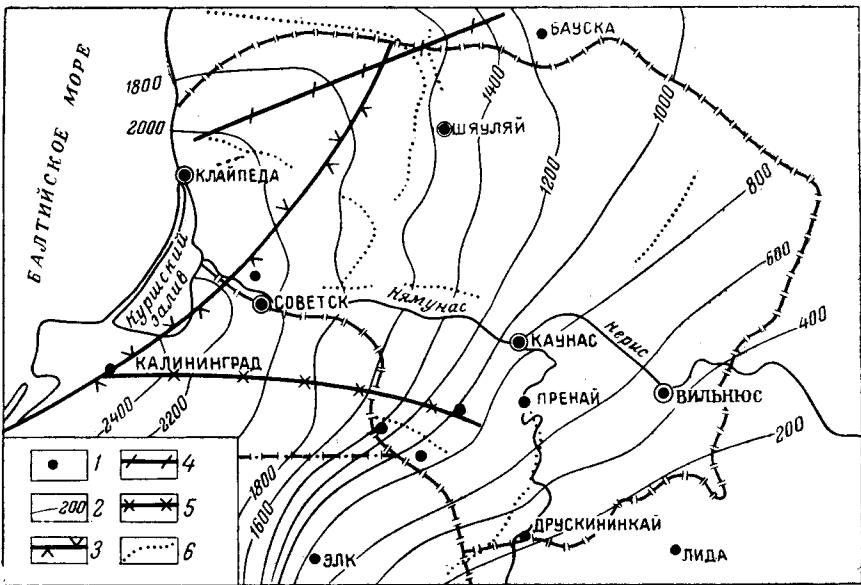 БАУСКА
1800
1400
1000
2000
ШЯУЛЯЙ
БАЛТИЙСКОЕ МОРЕ
КЛАЙПЕДА
1200
800
Куршский
залив
600
СОВЕТСК
Нямунас
400
КАУНАС
Нерис
КАЛИНИНГРАД
ПРЕНАЙ
ВИЛЬНЮС
2400
2200
200
1 4
1800
200 2 5
1600
3 6
ДРУСКИНИНКАЙ
ЭЛК
ЛИДА